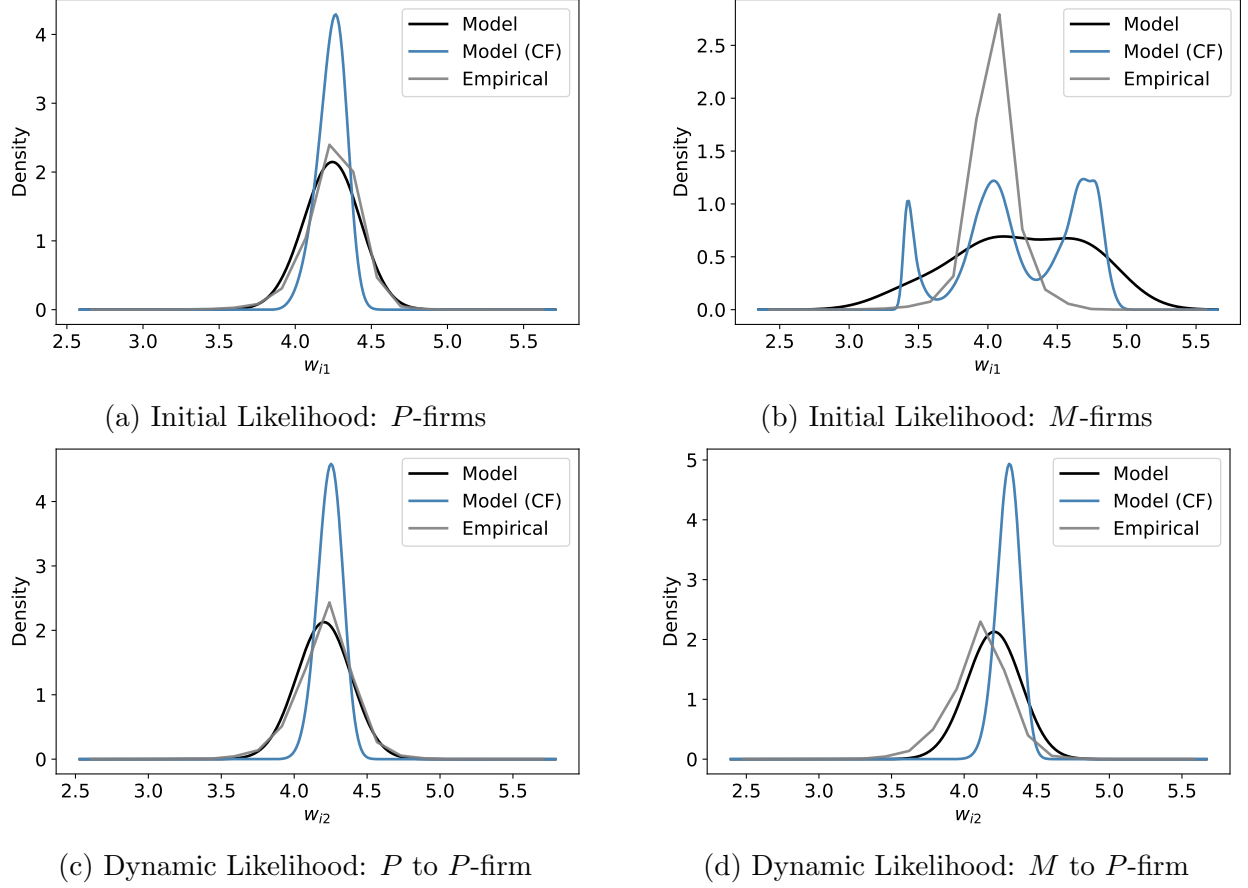 Model
Model (CF)
Empirical
Density
4
3
2
1
0
2.5 3.0 3.5 4.0 4.5 5.0 5.5
w_{i1}
(a) Initial Likelihood: P-firms
Model
Model (CF)
Empirical
Density
2.5
2.0
1.5
1.0
0.5
0.0
2.5 3.0 3.5 4.0 4.5 5.0 5.5
w_{i1}
(b) Initial Likelihood: M-firms
Model
Model (CF)
Empirical
Density
4
3
2
1
0
2.5 3.0 3.5 4.0 4.5 5.0 5.5
w_{i2}
(c) Dynamic Likelihood: P to P-firm
Model
Model (CF)
Empirical
Density
5
4
3
2
1
0
2.5 3.0 3.5 4.0 4.5 5.0 5.5
w_{i2}
(d) Dynamic Likelihood: M to P-firm